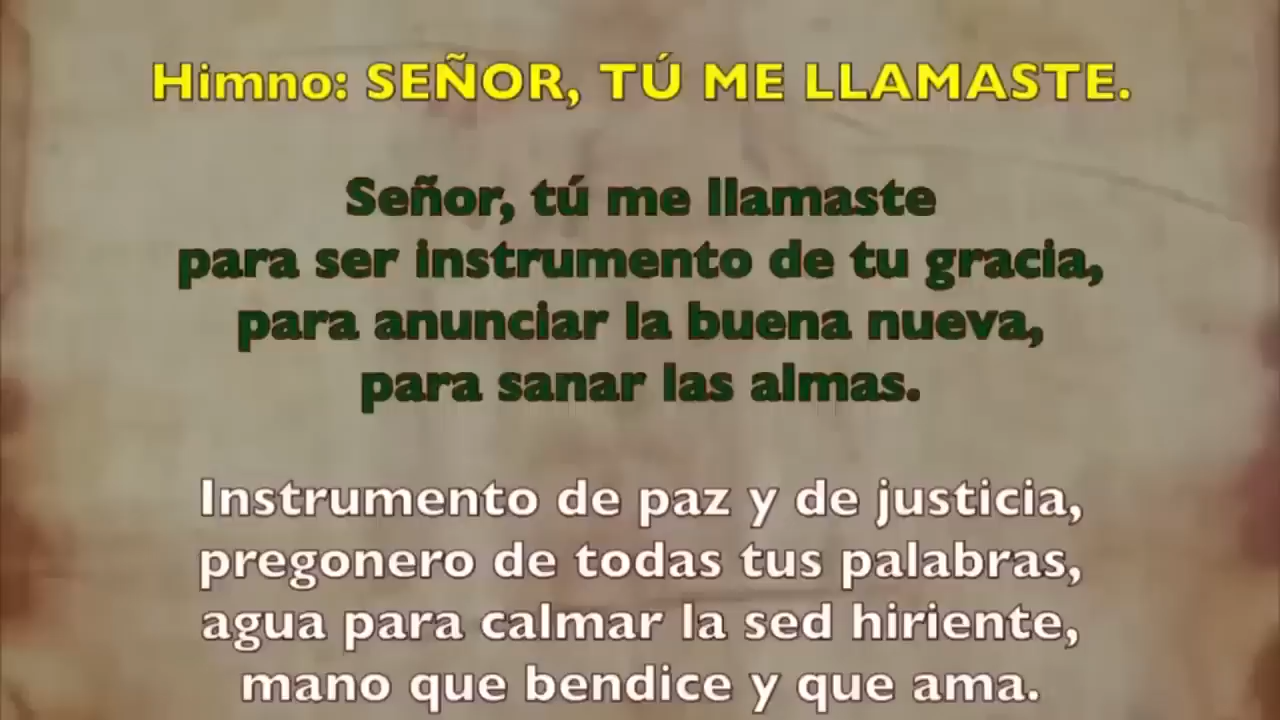 Himno: SEÑOR, TÚ ME LLAMASTE.
Señor, tú me llamaste
para ser instrumento de tu gracia,
para anunciar la buena nueva,
para sanar las almas.
Instrumento de paz y de justicia,
pregonero de todas tus palabras,
agua para calmar la sed hiriente,
mano que bendice y que ama.